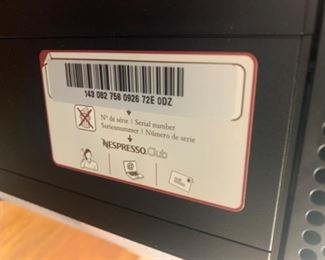 143 082 758 0926 72E 0DZ
Nº de série | Serial number
Seriennummer | Número de serie
NESPRESSO.Club